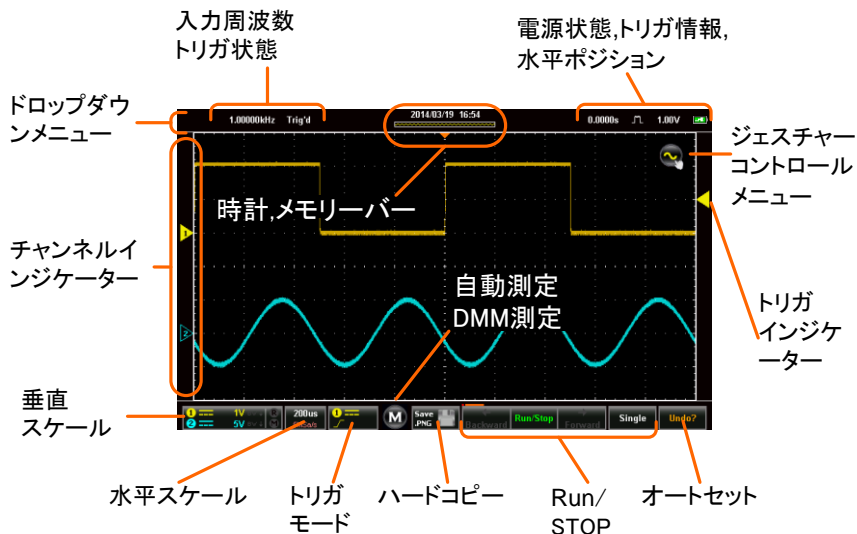 入力周波数
トリガ状態
電源状態,トリガ情報,
水平ポジション
ドロップダウ
ンメニュー
1.00000kHz Trig'd
2014/03/19 16:54
0.0000s
1.00V
ジェスチャー
コントロール
メニュー
時計,メモリーバー
1
チャンネルイ
ンジケーター
自動測定
DMM測定
2
トリガ
インジケ
ーター
垂直
スケール
1 1V
2 5V
200us
1
M
Save
.PNG
Backward
Run/Stop
Forward
Single
Undo?
水平スケール
トリガ
モード
ハードコピー
Run/
STOP
オートセット